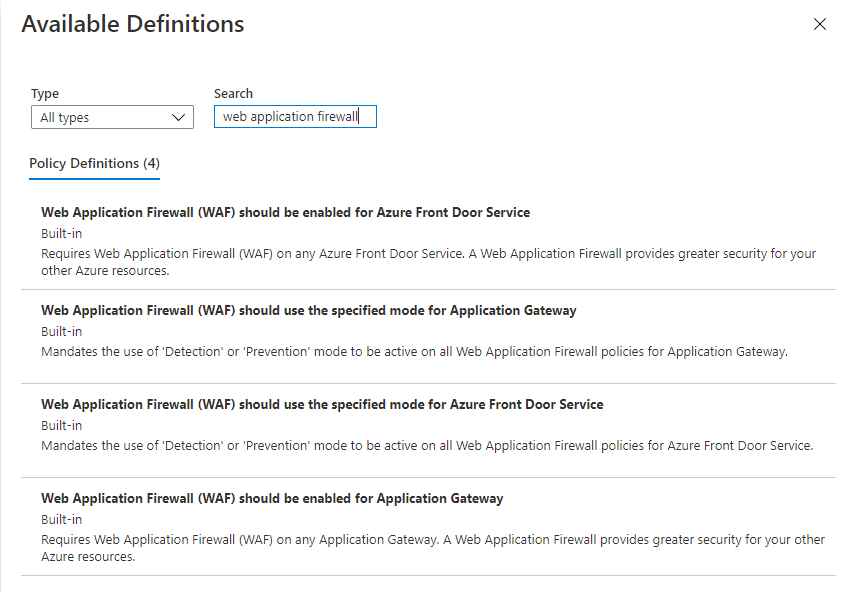 Available Definitions
Type
Search
All types
web application firewall
Policy Definitions (4)
Web Application Firewall (WAF) should be enabled for Azure Front Door Service
Built-in
Requires Web Application Firewall (WAF) on any Azure Front Door Service. A Web Application Firewall provides greater security for your
other Azure resources.
Web Application Firewall (WAF) should use the specified mode for Application Gateway
Built-in
Mandates the use of 'Detection' or 'Prevention' mode to be active on all Web Application Firewall policies for Application Gateway.
Web Application Firewall (WAF) should use the specified mode for Azure Front Door Service
Built-in
Mandates the use of 'Detection' or 'Prevention' mode to be active on all Web Application Firewall policies for Azure Front Door Service.
Web Application Firewall (WAF) should be enabled for Application Gateway
Built-in
Requires Web Application Firewall (WAF) on any Application Gateway. A Web Application Firewall provides greater security for your other
Azure resources.